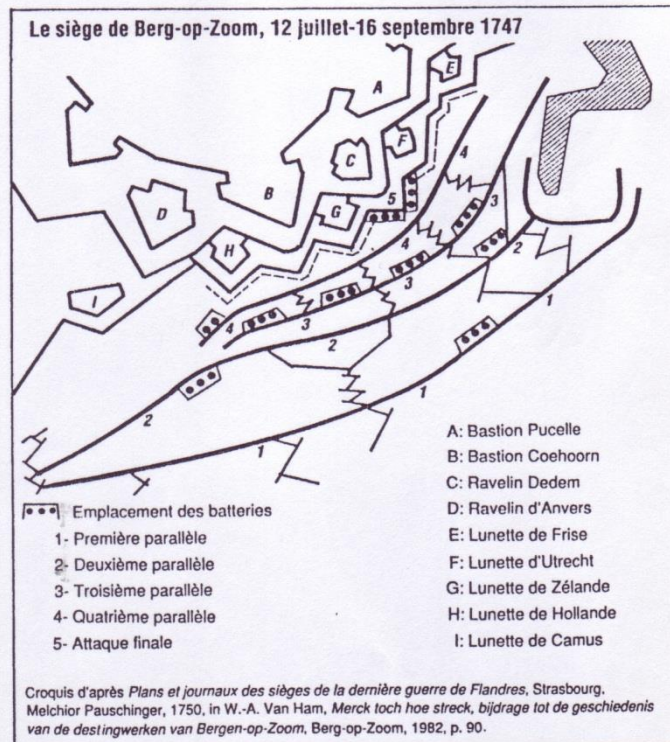 Le siège de Berg-op-Zoom, 12 juillet-16 septembre 1747
E
A
F
4
C
5
3
B
G
D
4
2
H
3
I
1
4
3
2
1
2
1
A: Bastion Pucelle
B: Bastion Coehoorn
C: Ravelin Dedem
D: Ravelin d'Anvers
E: Lunette de Frise
F: Lunette d'Utrecht
G: Lunette de Zélande
H: Lunette de Hollande
I: Lunette de Camus
Emplacement des batteries
1- Première parallèle
2- Deuxième parallèle
3- Troisième parallèle
4- Quatrième parallèle
5- Attaque finale
Croquis d'après Plans et journaux des sièges de la dernière guerre de Flandres, Strasbourg,
Melchior Pauschinger, 1750, in W.-A. Van Ham, Merck toch hoe streck, bijdrage tot de geschiedenis
van de destingwerken van Bergen-op-Zoom, Berg-op-Zoom, 1982, p. 90.